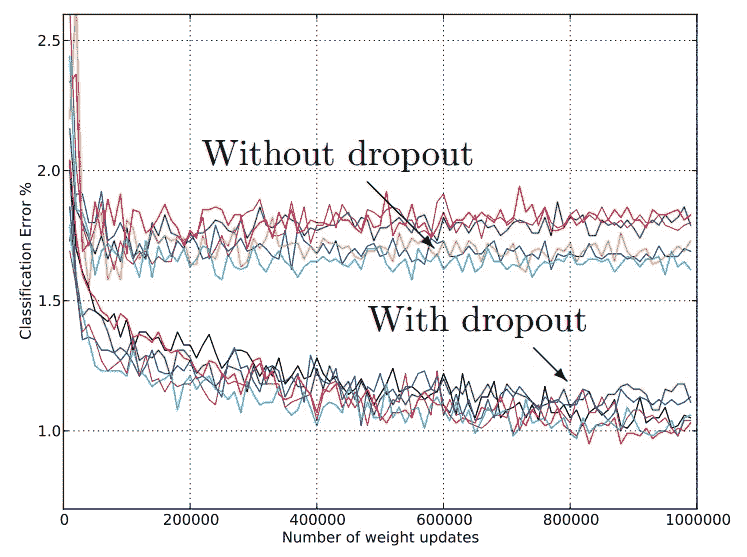 2.5
Without dropout
2.0
Classification Error %
1.5
With dropout
1.0
0 200000 400000 600000 800000 1000000
Number of weight updates